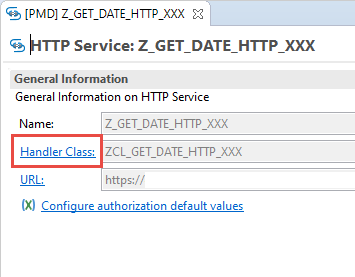 [PMD] Z_GET_DATE_HTTP_XXX
HTTP Service: Z_GET_DATE_HTTP_XXX
General Information
General Information on HTTP Service
Name: Z_GET_DATE_HTTP_XXX
Handler Class: ZCL_GET_DATE_HTTP_XXX
URL: https://
(X) Configure authorization default values